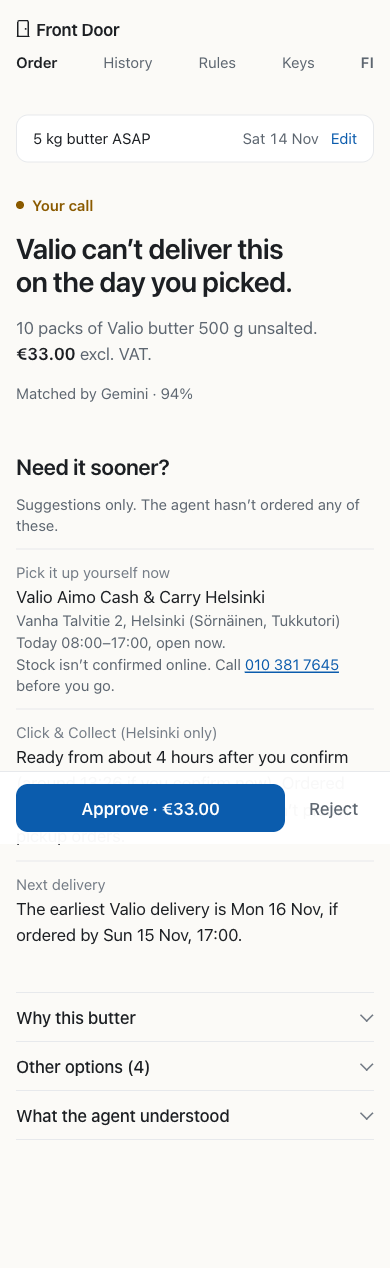 Front Door
Order History Rules Keys FI
5 kg butter ASAP Sat 14 Nov Edit
Your call
Valio can’t deliver this
on the day you picked.
10 packs of Valio butter 500 g unsalted.
€33.00 excl. VAT.
Matched by Gemini · 94%
Need it sooner?
Suggestions only. The agent hasn’t ordered any of
these.
Pick it up yourself now
Valio Aimo Cash & Carry Helsinki
Vanha Talvitie 2, Helsinki (Sörnäinen, Tukkutori)
Today 08:00–17:00, open now.
Stock isn’t confirmed online. Call 010 381 7645
before you go.
Click & Collect (Helsinki only)
Ready from about 4 hours after you confirm
Approve · €33.00 Reject
Next delivery
The earliest Valio delivery is Mon 16 Nov, if
ordered by Sun 15 Nov, 17:00.
Why this butter
Other options (4)
What the agent understood